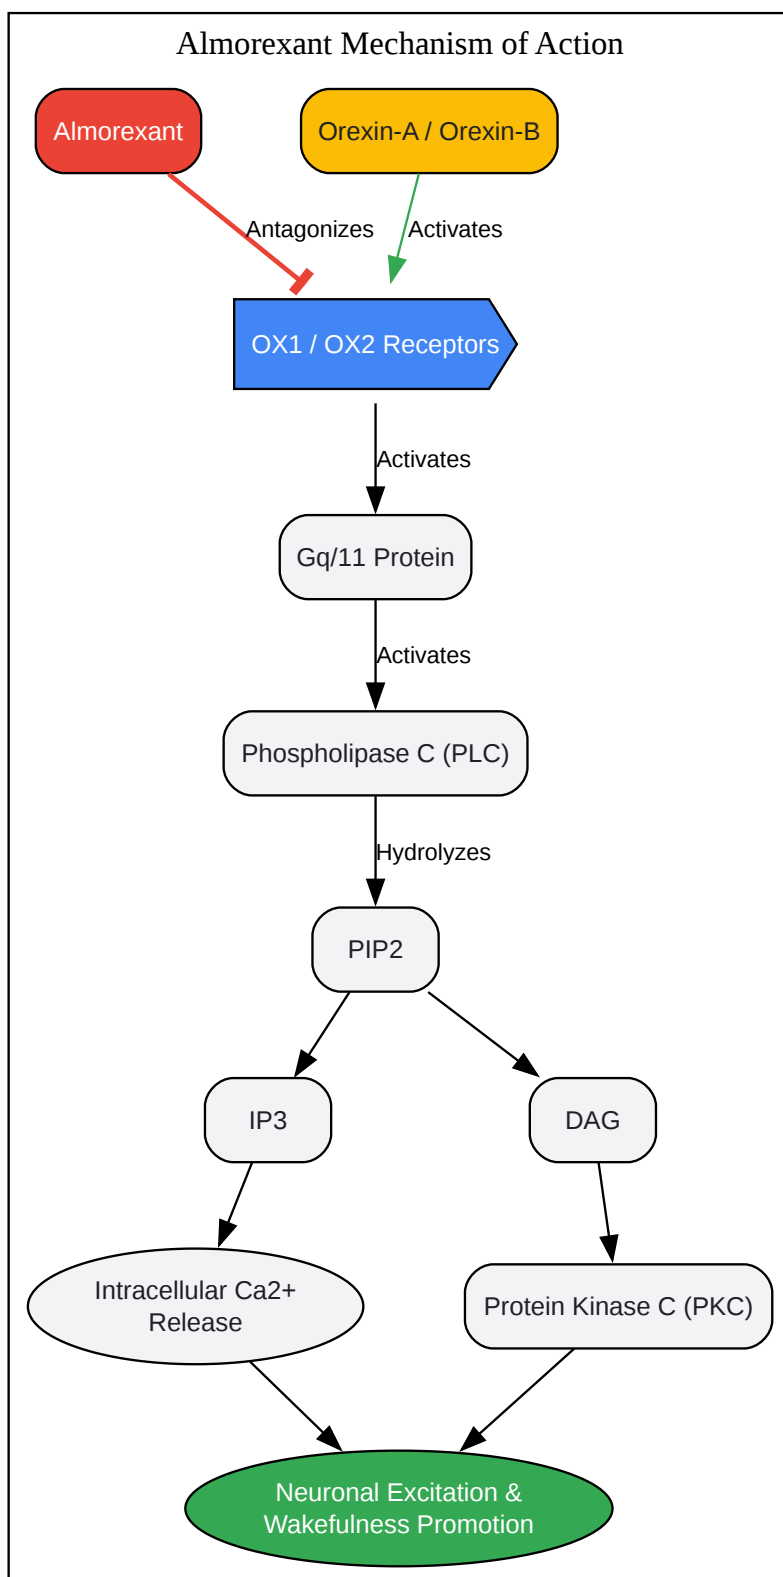 Almorexant Mechanism of Action
Almorexant
Orexin-A / Orexin-B
Antagonizes
Activates
OX1 / OX2 Receptors
Activates
Gq/11 Protein
Activates
Phospholipase C (PLC)
Hydrolyzes
PIP2
IP3
DAG
Intracellular Ca2+
Release
Protein Kinase C (PKC)
Neuronal Excitation &
Wakefulness Promotion